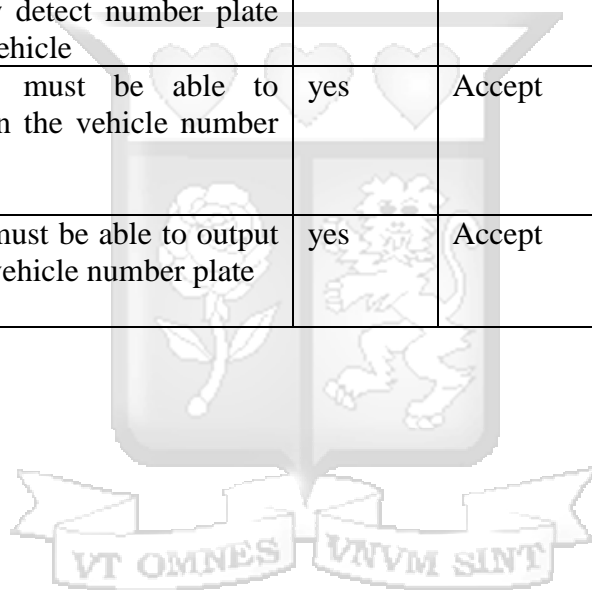 detect number plate
must be able to yes Accept
the vehicle number
must be able to output yes Accept
vehicle number plate
VT OMNES VNVM SINT